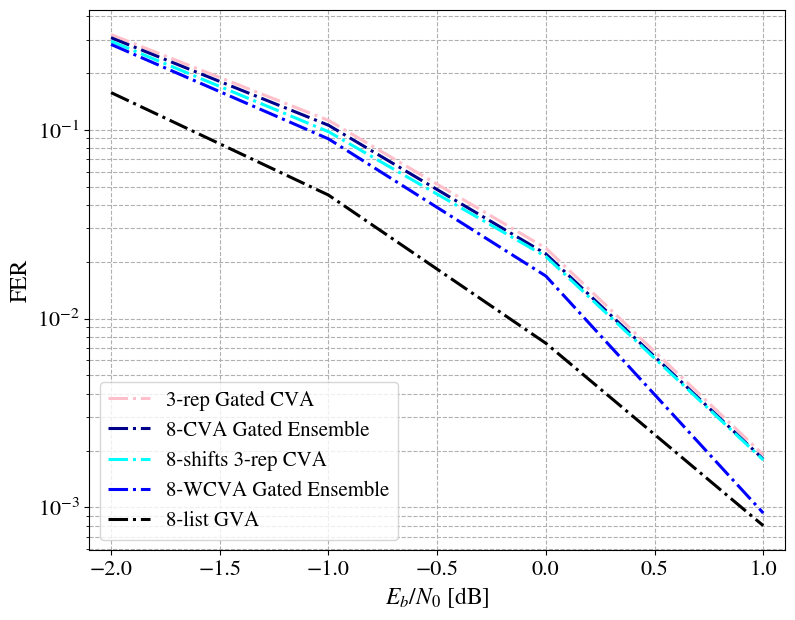 FER
10⁻¹
10⁻²
10⁻³
3-rep Gated CVA
8-CVA Gated Ensemble
8-shifts 3-rep CVA
8-WCVA Gated Ensemble
8-list GVA
−2.0 −1.5 −1.0 −0.5 0.0 0.5 1.0
E_b/N_0 [dB]